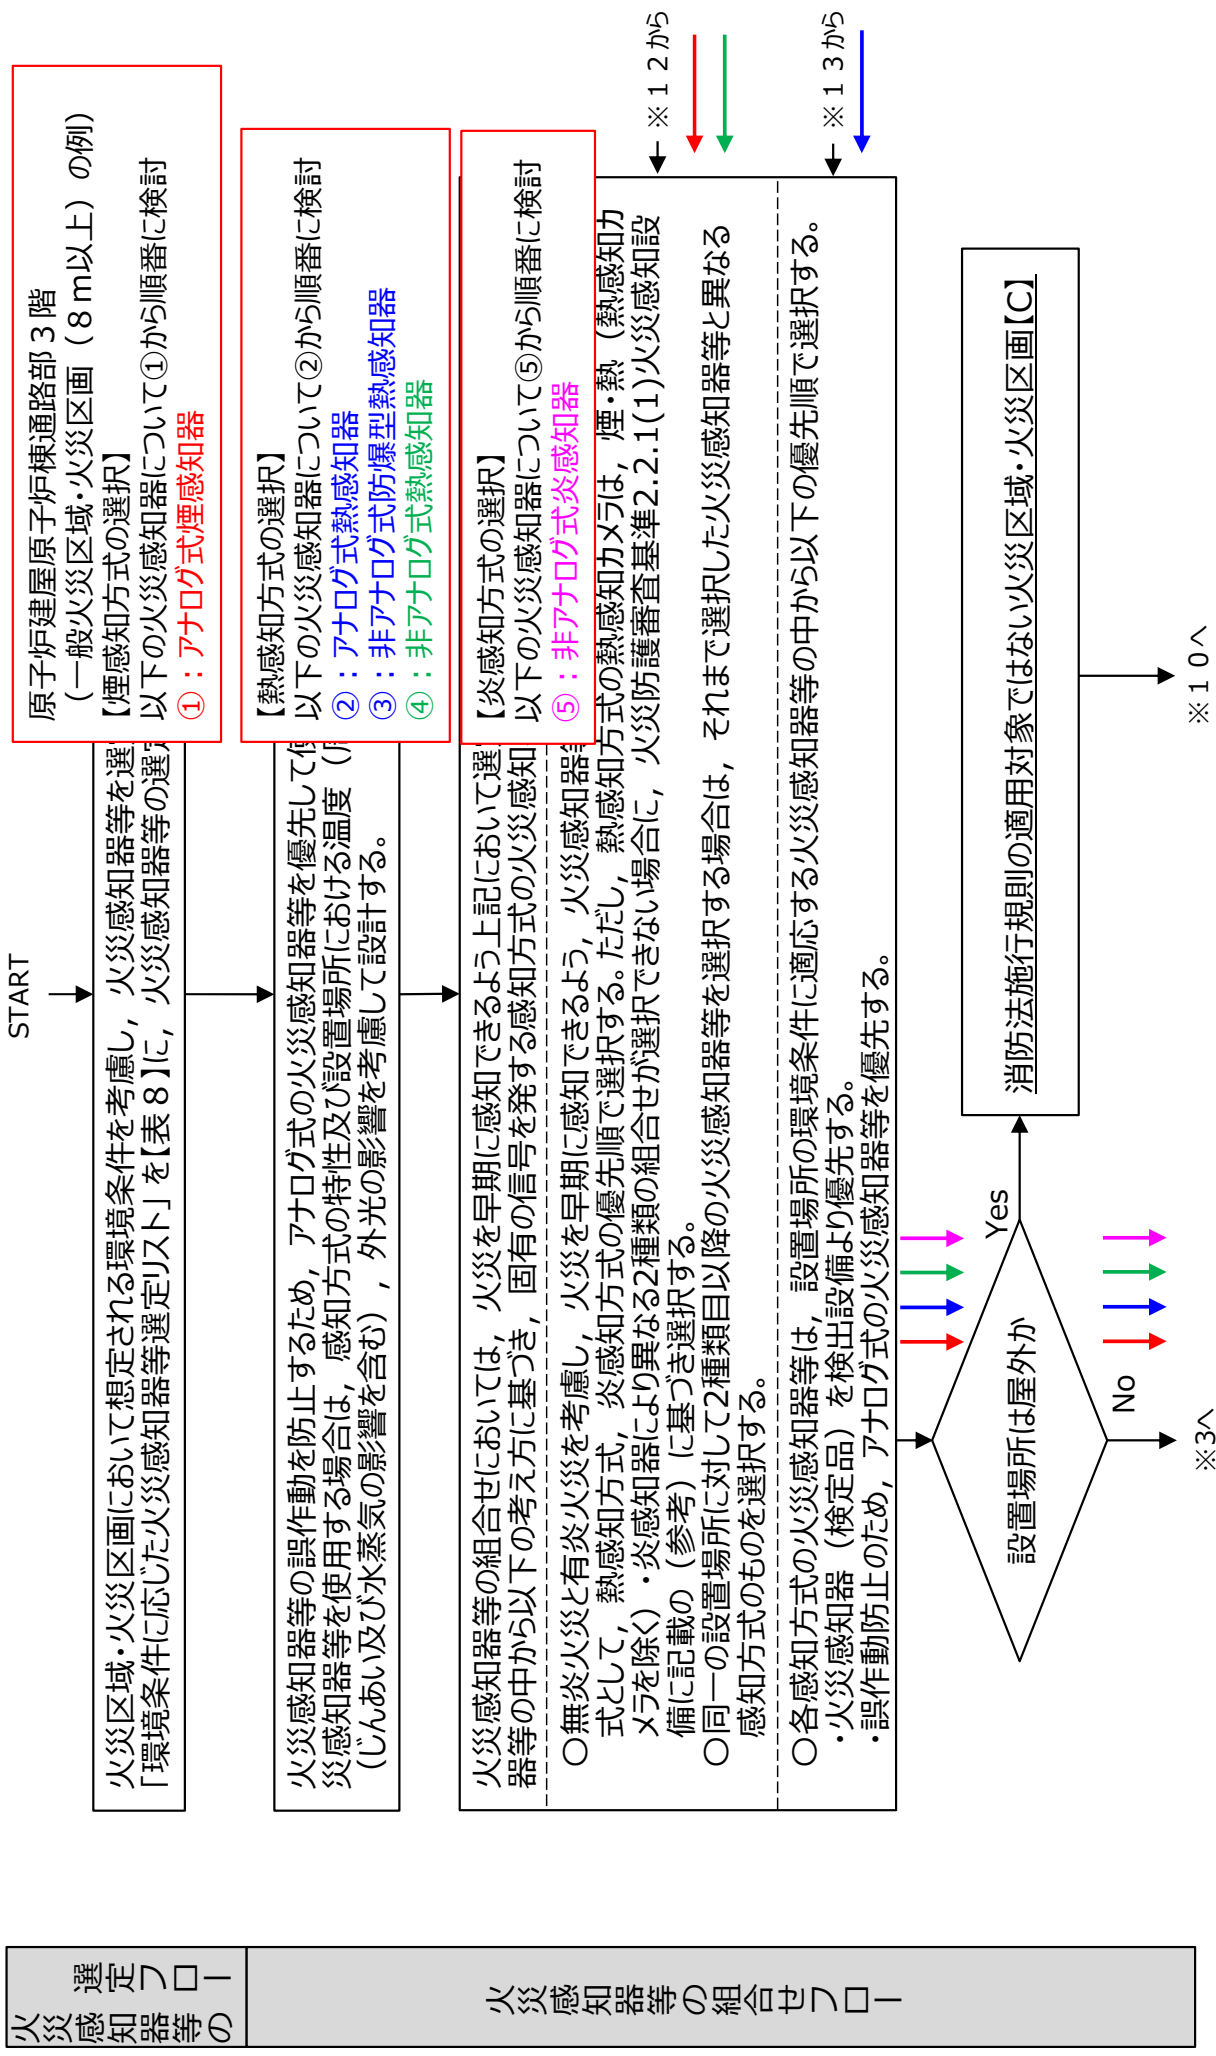 火災感知器等の
選定フロー
火災感知器等の組合せフロー
START
火災区域・火災区画において想定される環境条件を考慮し，火災感知器等を選
「環境条件に応じた火災感知器等選定リスト」を【表８】に，火災感知器等の選定
原子炉建屋原子炉棟通路部３階
（一般火災区域・火災区画（８ｍ以上）の例）
【煙感知方式の選択】
以下の火災感知器について①から順番に検討
①：アナログ式煙感知器
火災感知器等の誤作動を防止するため，アナログ式の火災感知器等を優先して使
災感知器等を使用する場合は，感知方式の特性及び設置場所における温度（
（じんあい及び水蒸気の影響を含む），外光の影響を考慮して設計する。
【熱感知方式の選択】
以下の火災感知器について②から順番に検討
②：アナログ式熱感知器
③：非アナログ式防爆型熱感知器
④：非アナログ式熱感知器
火災感知器等の組合せにおいては，火災を早期に感知できるよう上記において選
器等の中から以下の考え方に基づき，固有の信号を発する感知方式の火災感知
【炎感知方式の選択】
以下の火災感知器について⑤から順番に検討
⑤：非アナログ式炎感知器
○無炎火災と有炎火災を考慮し，火災を早期に感知できるよう，火災感知器等
式として，熱感知方式，炎感知方式の優先順で選択する。ただし，熱感知方式の熱感知カメラは，煙・熱（熱感知カ
メラを除く）・炎感知器により異なる2種類の組合せが選択できない場合に，火災防護審査基準2.2.1(1)火災感知設
備に記載の（参考）に基づき選択する。
○同一の設置場所に対して2種類目以降の火災感知器等を選択する場合は，それまで選択した火災感知器等と異なる
感知方式のものを選択する。
※１２から
○各感知方式の火災感知器等は，設置場所の環境条件に適応する火災感知器等の中から以下の優先順で選択する。
・火災感知器（検定品）を検出設備より優先する。
・誤作動防止のため，アナログ式の火災感知器等を優先する。
※１３から
設置場所は屋外か
Yes
消防法施行規則の適用対象ではない火災区域・火災区画【C】
※１０へ
No
※3へ